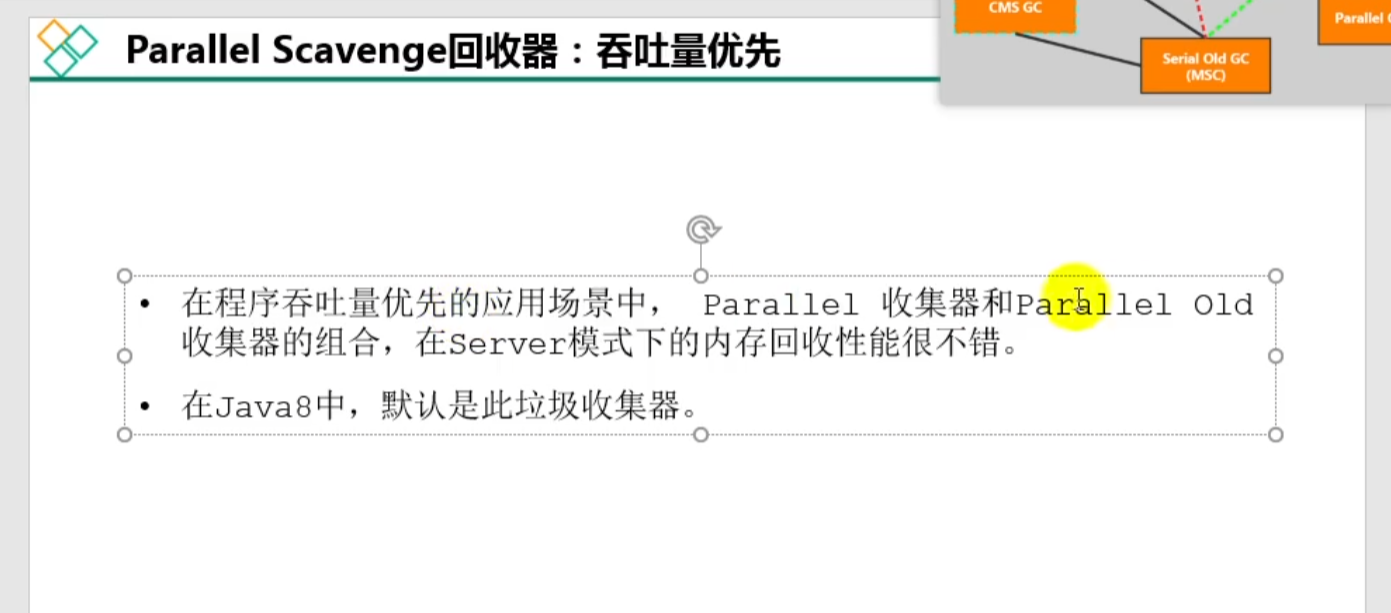 CMS GC
Parallel
Serial Old GC
(MSC)
Parallel Scavenge回收器：吞吐量优先
• 在程序吞吐量优先的应用场景中， Parallel 收集器和Parallel Old
收集器的组合，在Server模式下的内存回收性能很不错。
• 在Java8中，默认是此垃圾收集器。